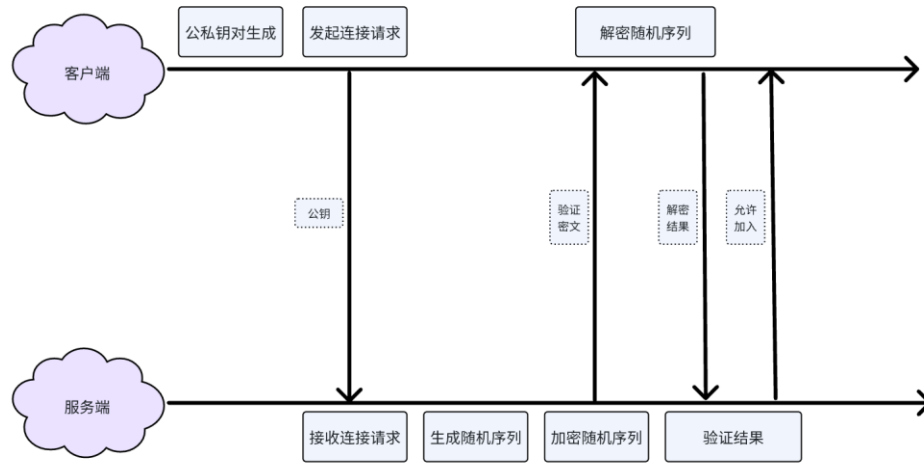 公私钥对生成
发起连接请求
解密随机序列
客户端
公钥
验证
密文
解密
结果
允许
加入
服务端
接收连接请求
生成随机序列
加密随机序列
验证结果